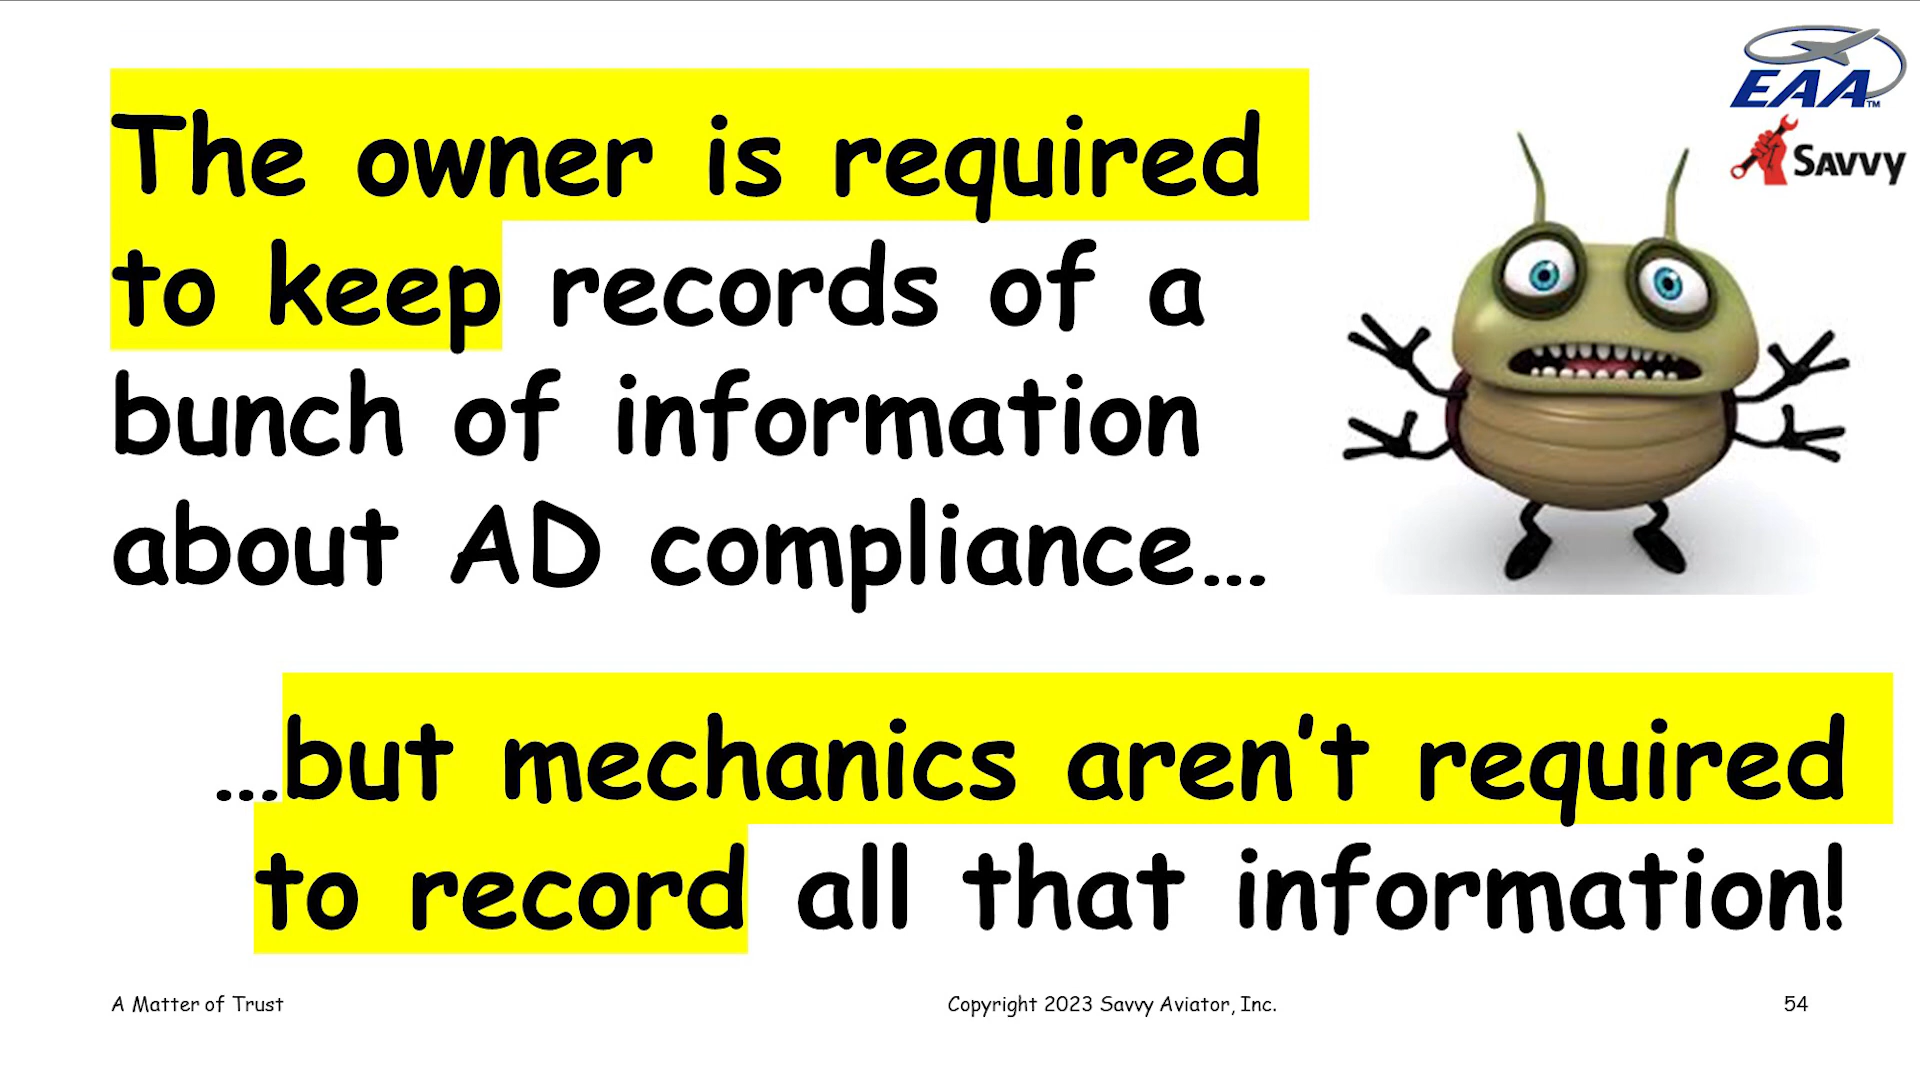 EAA™
SAVVY
The owner is required
to keep records of a
bunch of information
about AD compliance…
…but mechanics aren’t required
to record all that information!
A Matter of Trust
Copyright 2023 Savvy Aviator, Inc.
54